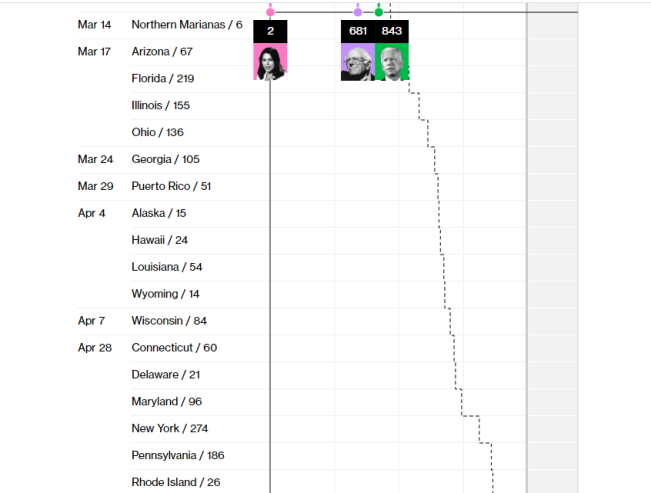 Mar 14 Northern Marianas / 6
2 681 843
Mar 17 Arizona / 67
Florida / 219
Illinois / 155
Ohio / 136
Mar 24 Georgia / 105
Mar 29 Puerto Rico / 51
Apr 4 Alaska / 15
Hawaii / 24
Louisiana / 54
Wyoming / 14
Apr 7 Wisconsin / 84
Apr 28 Connecticut / 60
Delaware / 21
Maryland / 96
New York / 274
Pennsylvania / 186
Rhode Island / 26